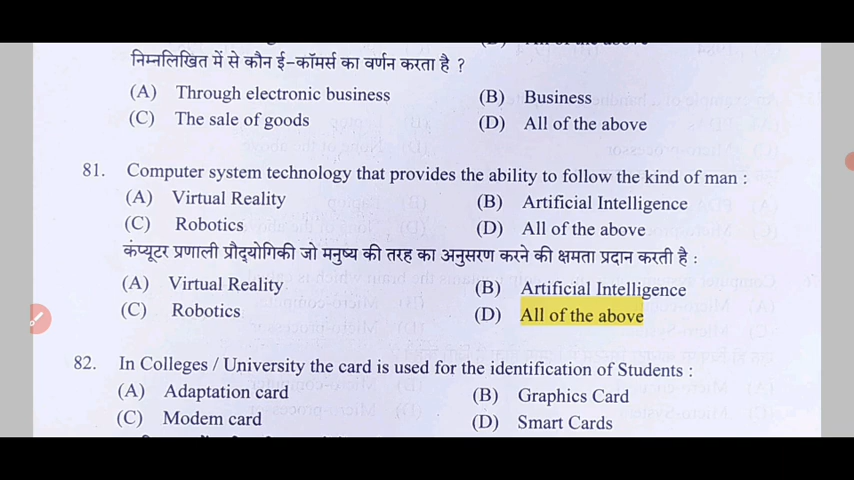 (D) All of the above
निम्नलिखित में से कौन ई-कॉमर्स का वर्णन करता है ?
(A) Through electronic business (B) Business
(C) The sale of goods (D) All of the above
81. Computer system technology that provides the ability to follow the kind of man :
(A) Virtual Reality (B) Artificial Intelligence
(C) Robotics (D) All of the above
कंप्यूटर प्रणाली प्रौद्योगिकी जो मनुष्य की तरह का अनुसरण करने की क्षमता प्रदान करती है :
(A) Virtual Reality (B) Artificial Intelligence
(C) Robotics (D) All of the above
82. In Colleges / University the card is used for the identification of Students :
(A) Adaptation card (B) Graphics Card
(C) Modem card (D) Smart Cards